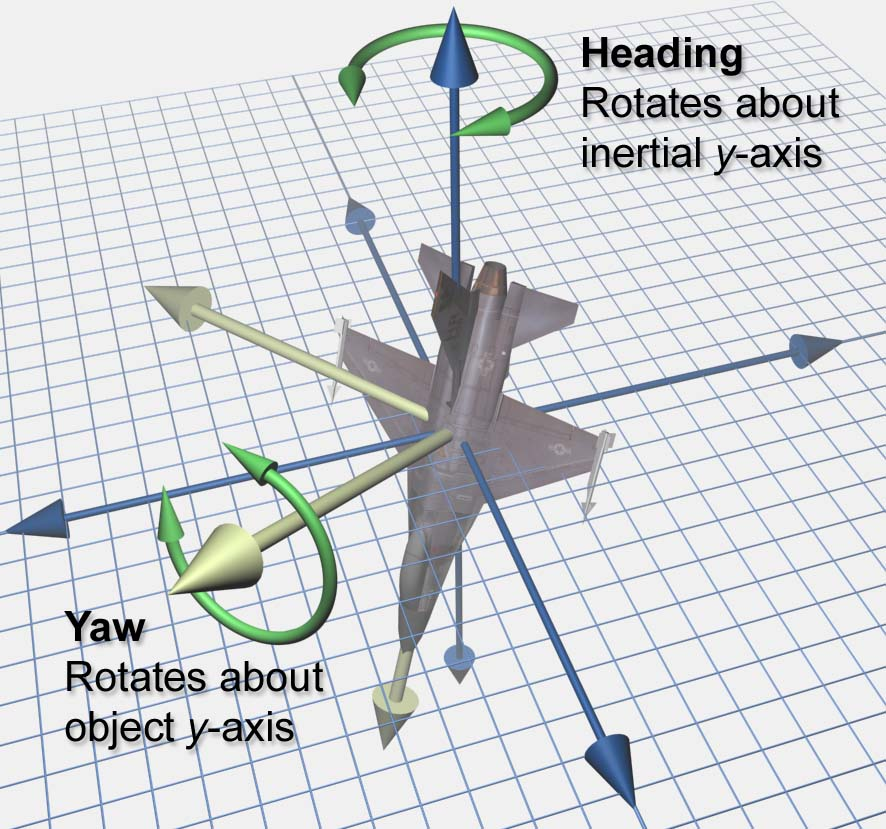 Heading
Rotates about
inertial y-axis
Yaw
Rotates about
object y-axis